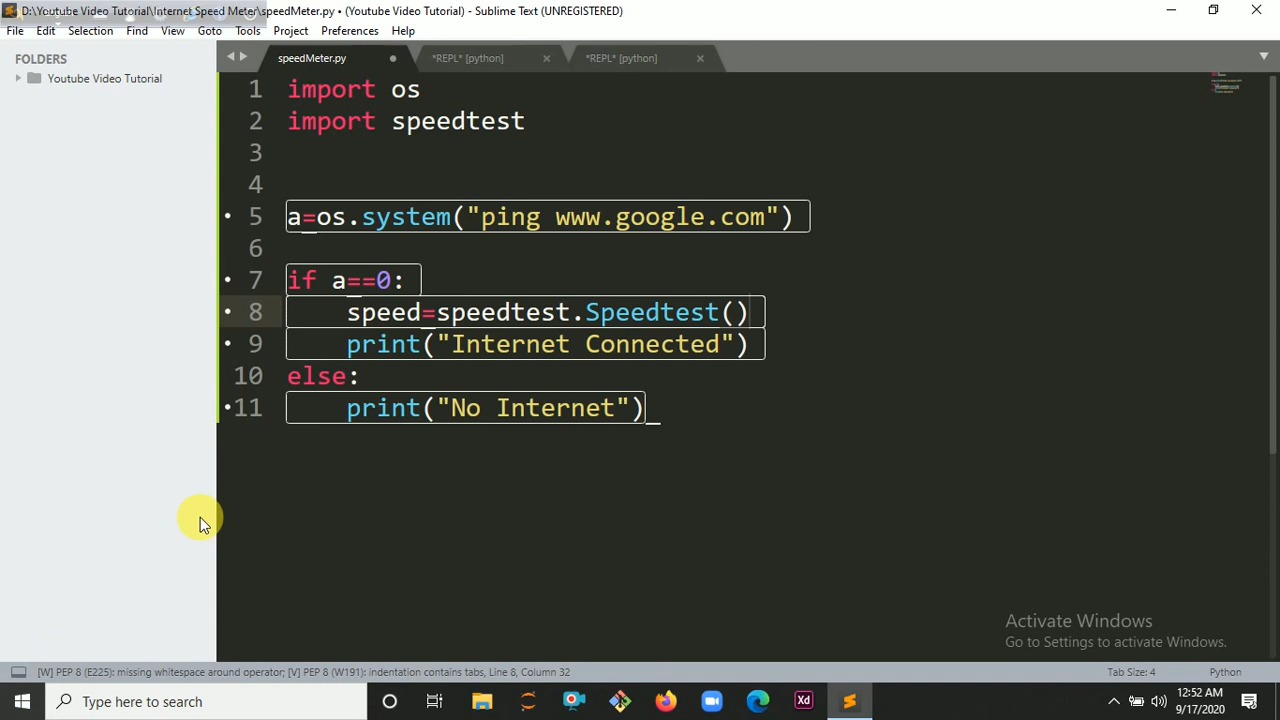 D:\Youtube Video Tutorial\Internet Speed Meter\speedMeter.py • (Youtube Video Tutorial) - Sublime Text (UNREGISTERED)
File Edit Selection Find View Goto Tools Project Preferences Help
FOLDERS
Youtube Video Tutorial
speedMeter.py
*REPL* [python]
*REPL* [python]
1 import os
2 import speedtest
3
4
5 a=os.system("ping www.google.com")
6
7 if a==0:
8 speed=speedtest.Speedtest()
9 print("Internet Connected")
10 else:
11 print("No Internet")
Activate Windows
Go to Settings to activate Windows.
[W] PEP 8 (E225): missing whitespace around operator; [V] PEP 8 (W191): indentation contains tabs, Line 8, Column 32
Tab Size: 4
Python
Type here to search
Xd
12:52 AM
9/17/2020